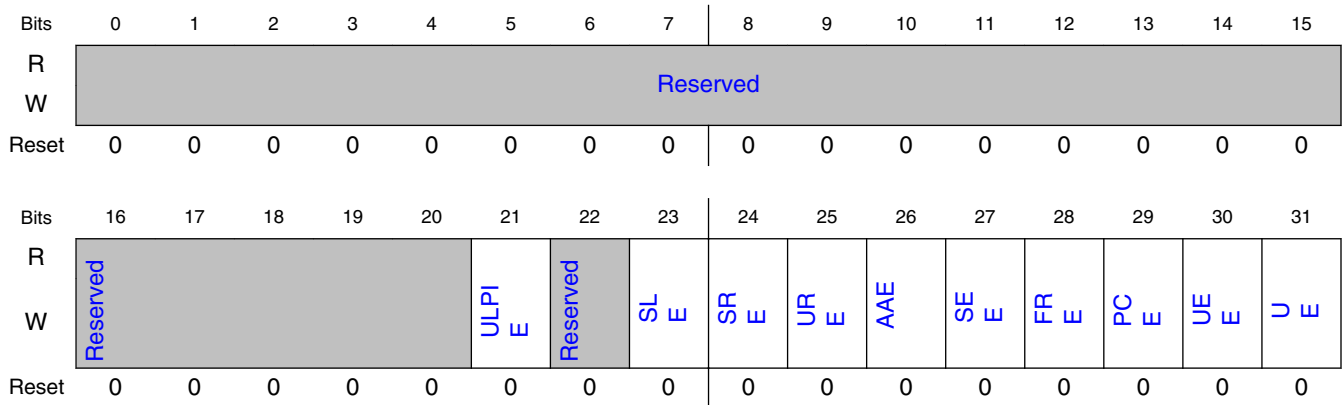 Bits 0 1 2 3 4 5 6 7 8 9 10 11 12 13 14 15
R
Reserved
W
Reset 0 0 0 0 0 0 0 0 0 0 0 0 0 0 0 0
Bits 16 17 18 19 20 21 22 23 24 25 26 27 28 29 30 31
R
W
Reserved
ULPI
E
Reserved
SL
E
SR
E
UR
E
AAE
SE
E
FR
E
PC
E
UE
E
U
E
Reset 0 0 0 0 0 0 0 0 0 0 0 0 0 0 0 0